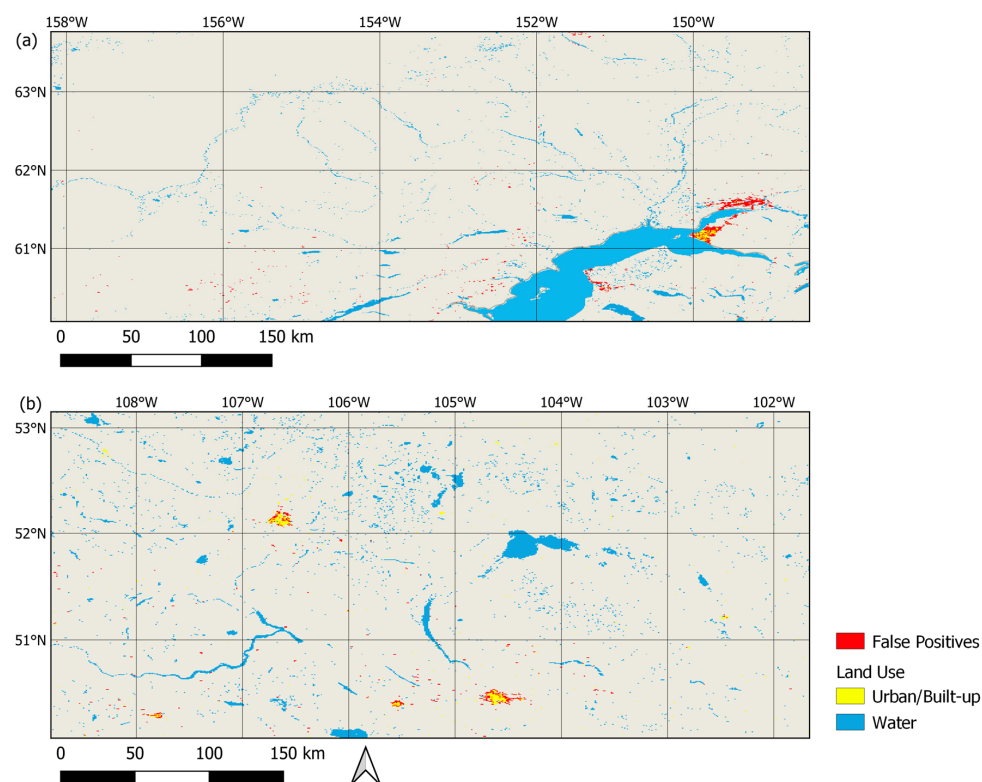 158°W 156°W 154°W 152°W 150°W
(a)
63°N
62°N
61°N
0 50 100 150 km
(b)
108°W 107°W 106°W 105°W 104°W 103°W 102°W
53°N
52°N
51°N
False Positives
Land Use
Urban/Built-up
Water
0 50 100 150 km